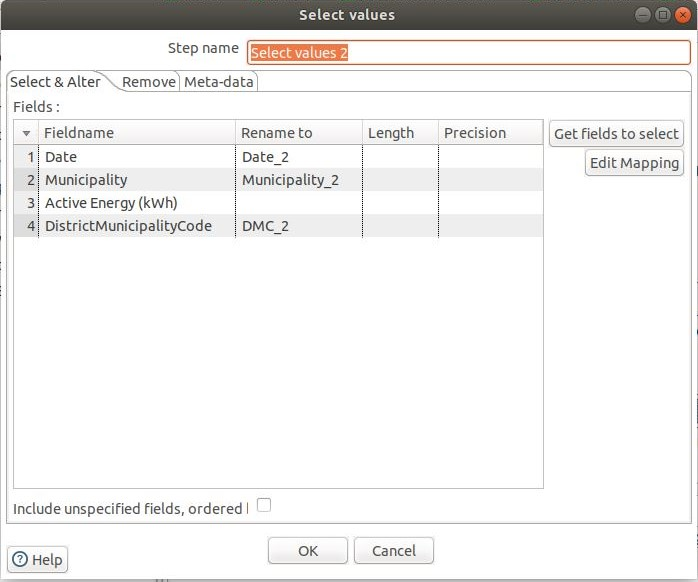 Select values
Step name Select values 2
Select & Alter Remove Meta-data
Fields :
Fieldname Rename to Length Precision
1 Date Date_2
2 Municipality Municipality_2
3 Active Energy (kWh)
4 DistrictMunicipalityCode DMC_2
Get fields to select
Edit Mapping
Include unspecified fields, ordered
OK Cancel
Help